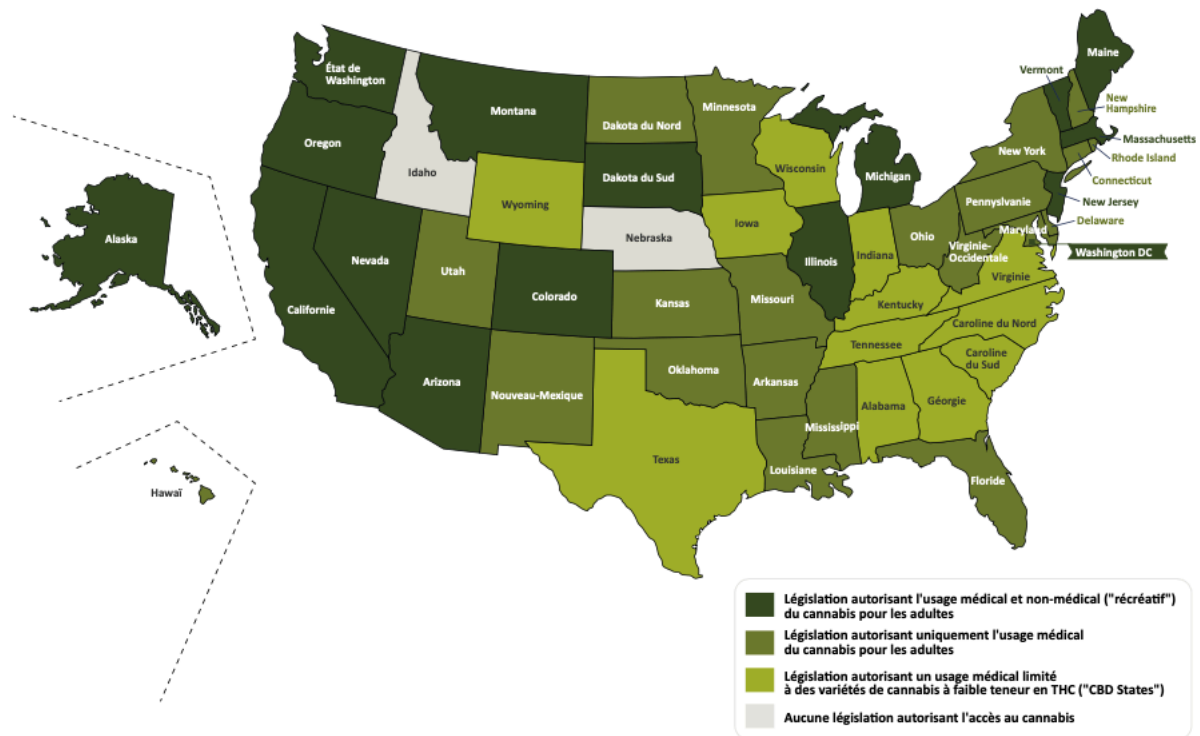 Maine
Vermont
État de
Washington
New
Hampshire
Montana
Minnesota
Dakota du Nord
Massachusetts
Oregon
New York
Rhode Island
Wisconsin
Idaho
Dakota du Sud
Michigan
Connecticut
Wyoming
Pennyslvanie
New Jersey
Iowa
Delaware
Alaska
Nebraska
Ohio
Maryland
Virginie-
Occidentale
Washington DC
Nevada
Utah
Illinois
Indiana
Virginie
Californie
Colorado
Kansas
Missouri
Kentucky
Caroline du Nord
Tennessee
Caroline
du Sud
Arizona
Oklahoma
Arkansas
Nouveau-Mexique
Alabama
Géorgie
Mississippi
Texas
Louisiane
Floride
Hawaï
Législation autorisant l'usage médical et non-médical ("récréatif")
du cannabis pour les adultes
Législation autorisant uniquement l'usage médical
du cannabis pour les adultes
Législation autorisant un usage médical limité
à des variétés de cannabis à faible teneur en THC ("CBD States")
Aucune législation autorisant l'accès au cannabis